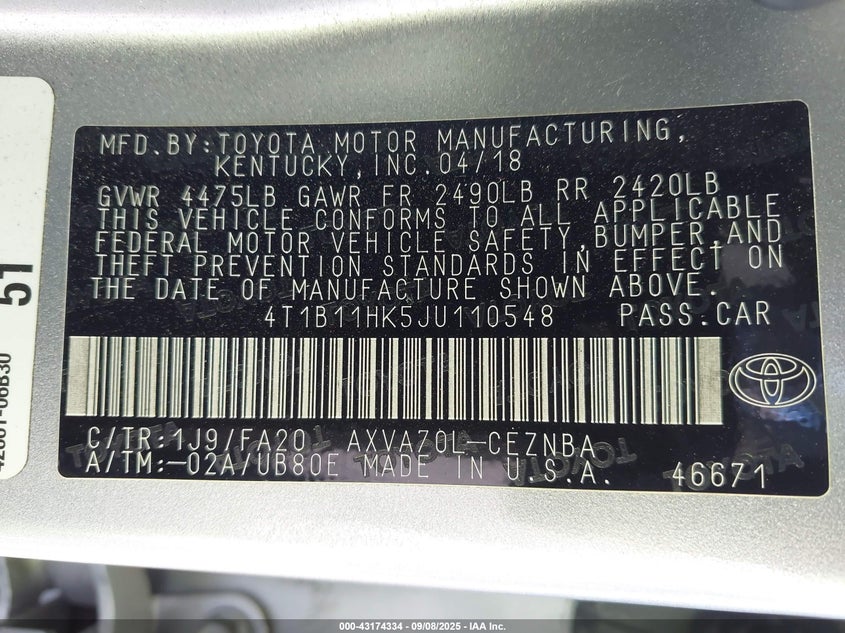 MFD.BY:TOYOTA MOTOR MANUFACTURING,
KENTUCKY,INC.04/18
GVWR 4475LB GAWR FR 2490LB RR 2420LB
THIS VEHICLE CONFORMS TO ALL APPLICABLE
FEDERAL MOTOR VEHICLE SAFETY,BUMPER,AND
THEFT PREVENTION STANDARDS IN EFFECT ON
THE DATE OF MANUFACTURE SHOWN ABOVE.
4T1B11HK5JU110548 PASS.CAR
C/TR:1J9/FA20 AXVA70L-CEZNBA
A/TM:-02A/UB80E MADE IN U.S.A. 46671
51
000-43174334 - 09/08/2025 - IAA Inc.